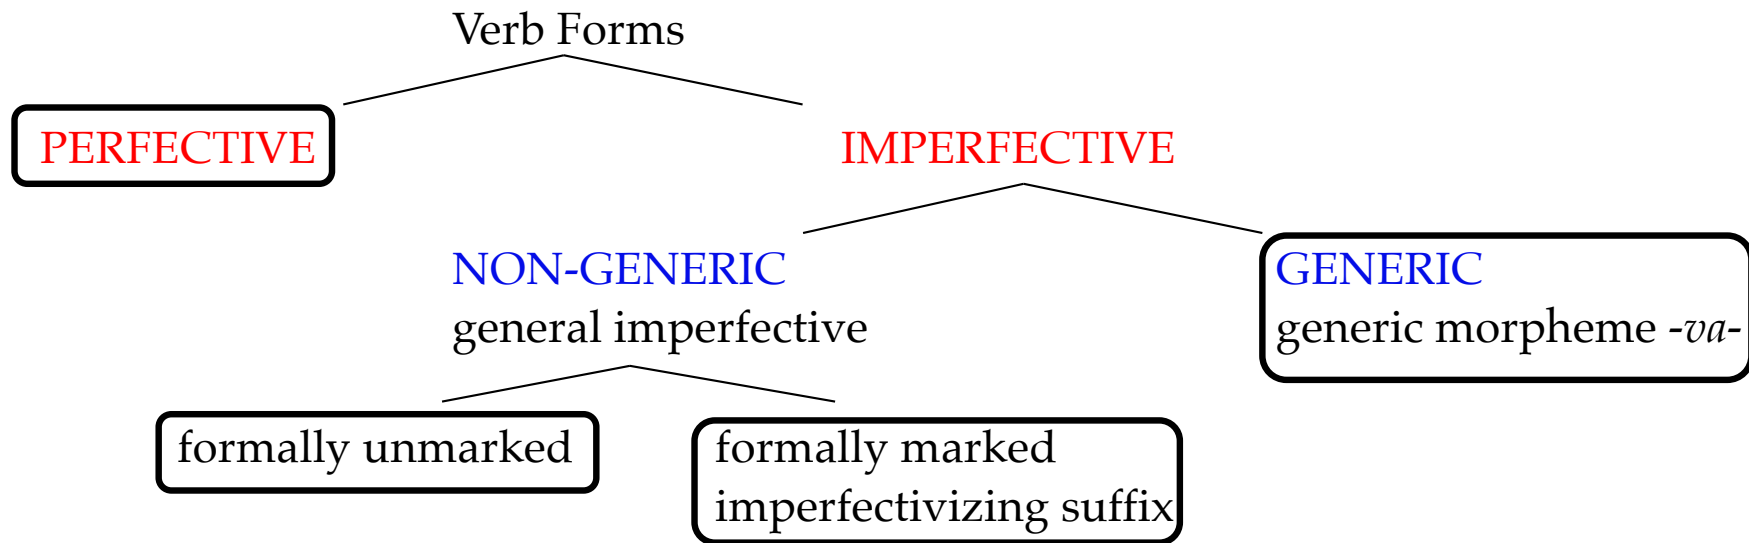 Verb Forms
PERFECTIVE
IMPERFECTIVE
NON-GENERIC
general imperfective
GENERIC
generic morpheme -va-
formally unmarked
formally marked
imperfectivizing suffix